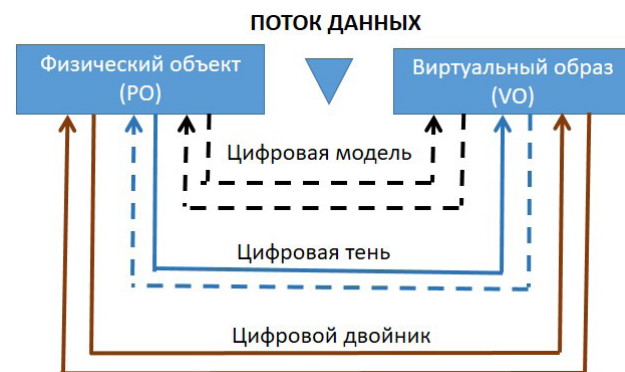 ПОТОК ДАННЫХ
Физический объект
(PO)
Виртуальный образ
(VO)
Цифровая модель
Цифровая тень
Цифровой двойник